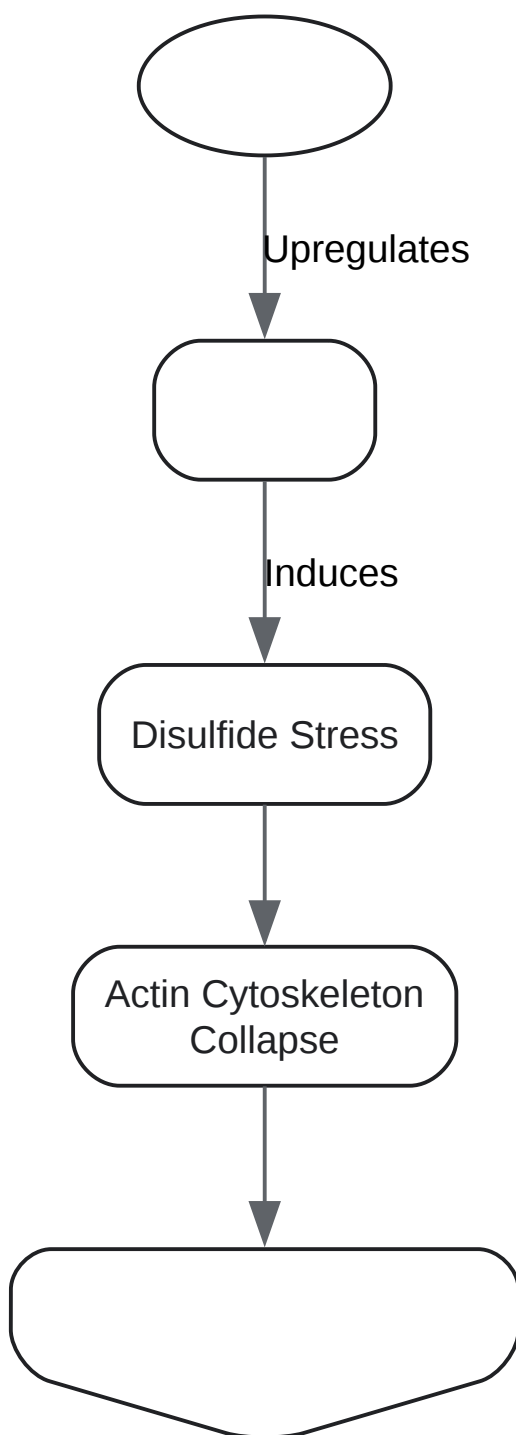 Upregulates
Induces
Disulfide Stress
Actin Cytoskeleton
Collapse